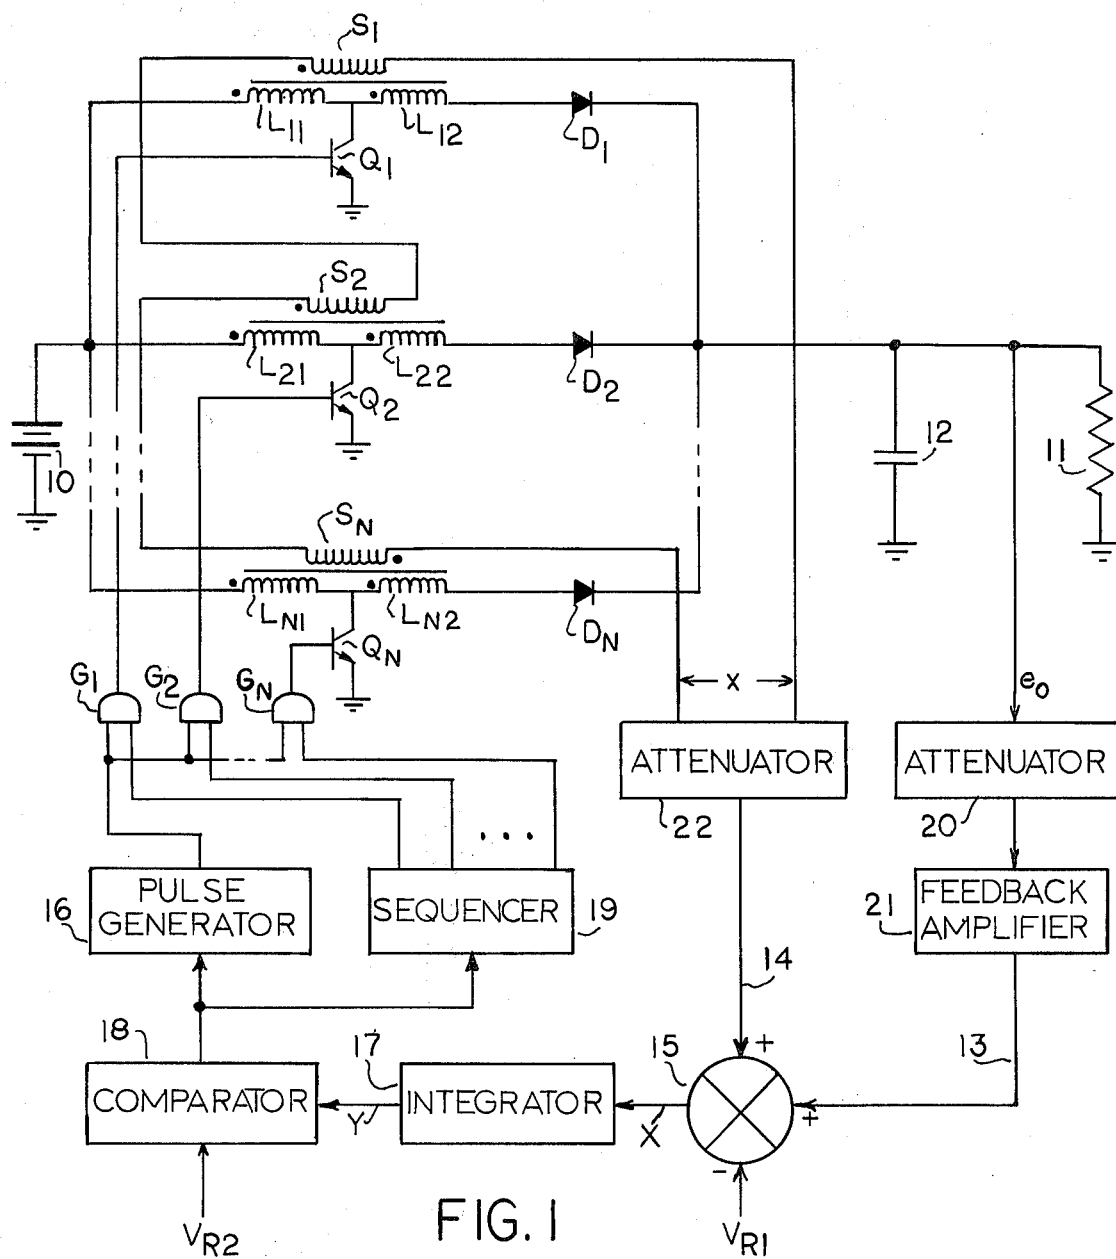 S1
L11
L12
D1
Q1
S2
L21
L22
D2
Q2
10
12
11
SN
LN1
LN2
DN
QN
G1
G2
GN
X
eo
ATTENUATOR
22
ATTENUATOR
20
...
PULSE
GENERATOR
16
SEQUENCER
19
FEEDBACK
AMPLIFIER
21
14
13
18
17
15
+
COMPARATOR
Y
INTEGRATOR
X
+
-
VR2
FIG. 1
VR1